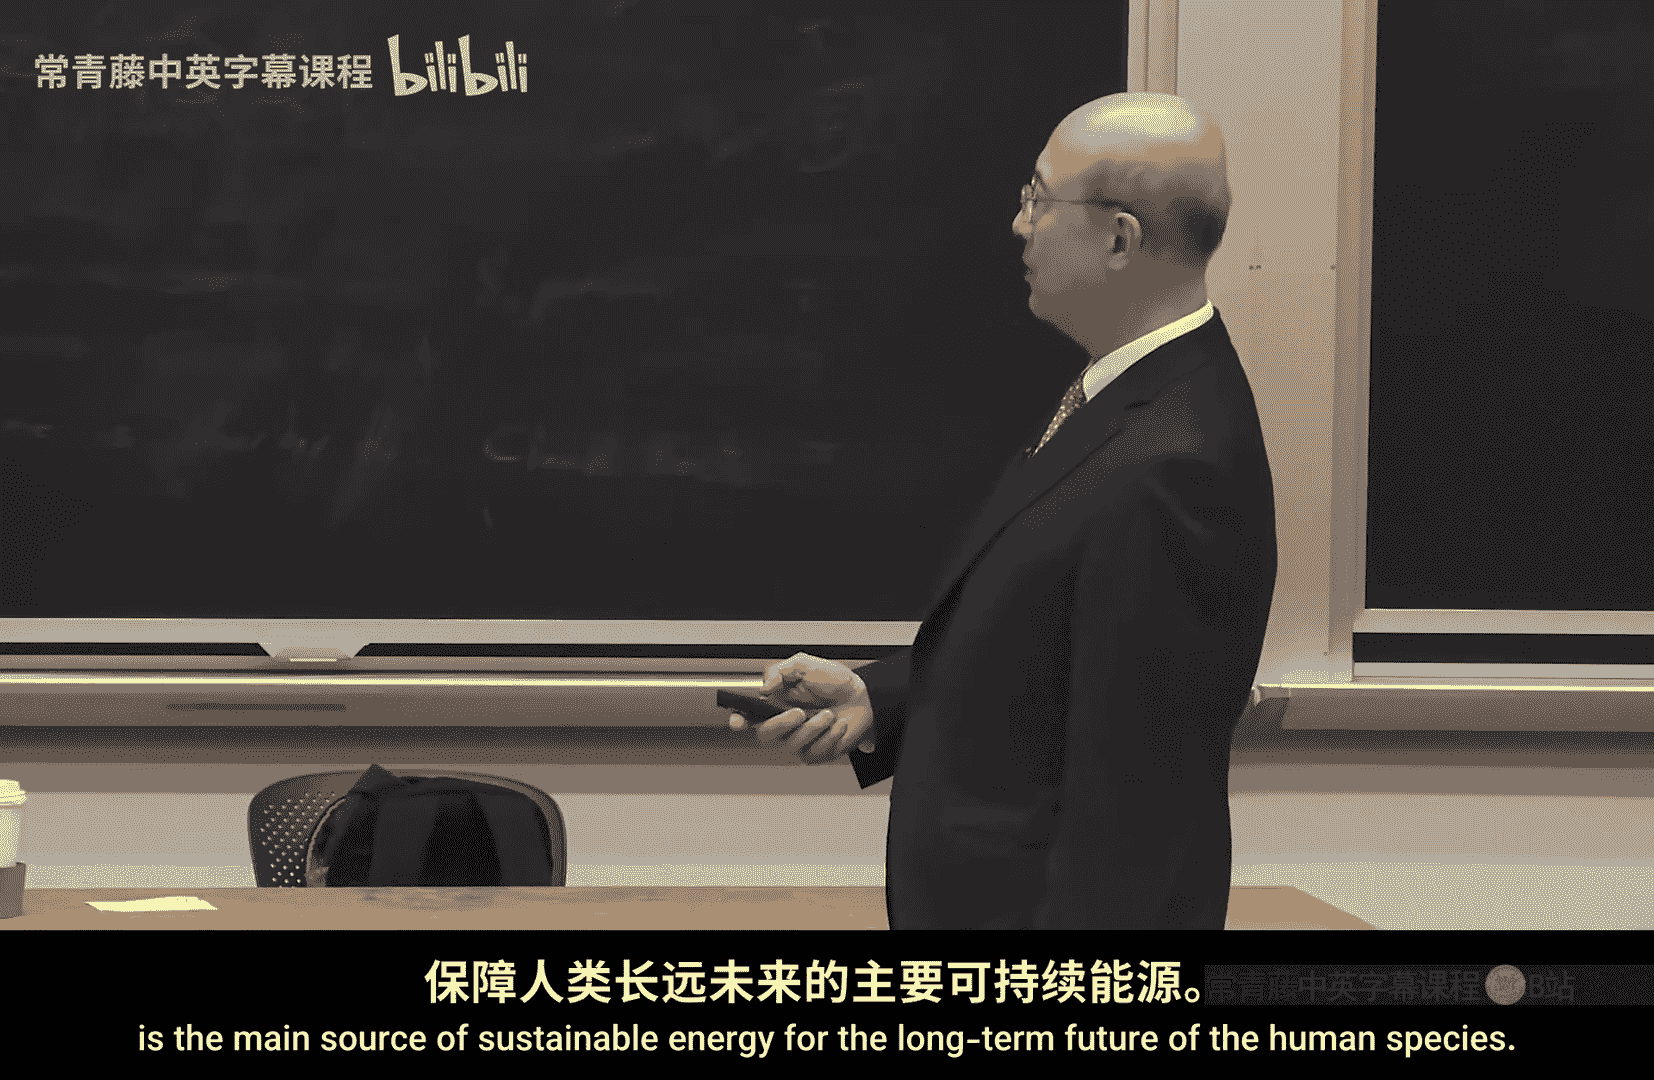 常青藤中英字幕课程 bilibili
保障人类长远未来的主要可持续能源。
常青藤中英字幕课程 B站
is the main source of sustainable energy for the long-term future of the human species.